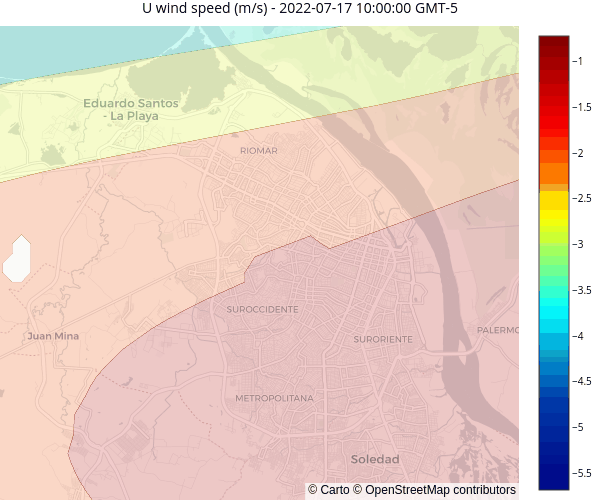 U wind speed (m/s) - 2022-07-17 10:00:00 GMT-5
Eduardo Santos
- La Playa
RIOMAR
SUROCCIDENTE
Juan Mina
SURORIENTE
PALERMO
METROPOLITANA
Soledad
© Carto © OpenStreetMap contributors
−1
−1.5
−2
−2.5
−3
−3.5
−4
−4.5
−5
−5.5